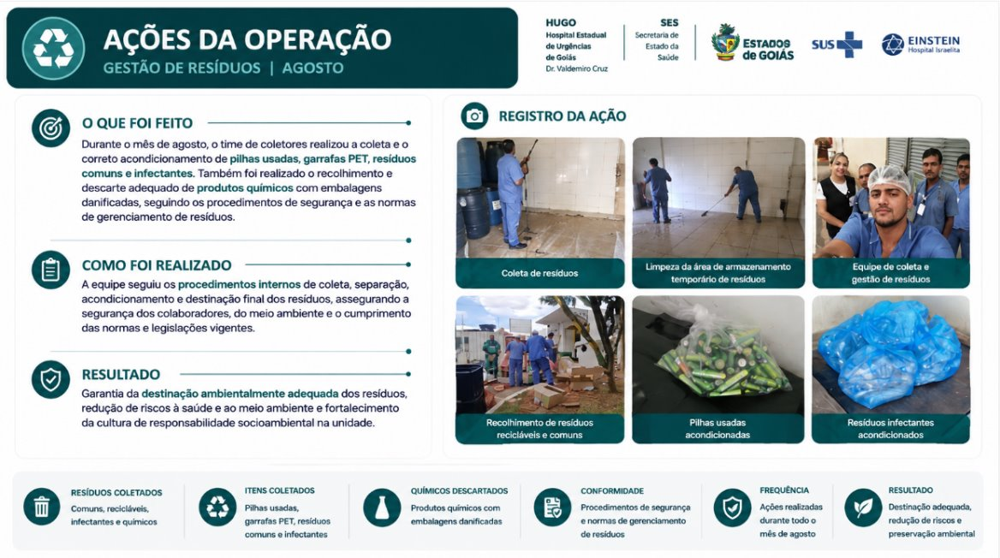 AÇÕES DA OPERAÇÃO
GESTÃO DE RESÍDUOS | AGOSTO
HUGO
Hospital Estadual
de Urgências
de Goiás
Dr. Valdemiro Cruz
SES
Secretaria de
Estado da
Saúde
ESTADOS
DE GOIÁS
SUS
EINSTEIN
Hospital Israelita
O QUE FOI FEITO
Durante o mês de agosto, o time de coletores realizou a coleta e o
correto acondicionamento de pilhas usadas, garrafas PET, resíduos
comuns e infectantes. Também foi realizado o recolhimento e
descarte adequado de produtos químicos com embalagens
danificadas, seguindo os procedimentos de segurança e as normas
de gerenciamento de resíduos.
COMO FOI REALIZADO
A equipe seguiu os procedimentos internos de coleta, separação,
acondicionamento e destinação final dos resíduos, assegurando a
segurança dos colaboradores, do meio ambiente e o cumprimento
das normas e legislações vigentes.
RESULTADO
Garantia da destinação ambientalmente adequada dos resíduos,
redução de riscos à saúde e ao meio ambiente e fortalecimento
da cultura de responsabilidade socioambiental na unidade.
REGISTRO DA AÇÃO
Coleta de resíduos
Limpeza da área de armazenamento
temporário de resíduos
Equipe de coleta e
gestão de resíduos
Recolhimento de resíduos
recicláveis e comuns
Pilhas usadas
acondicionadas
Resíduos infectantes
acondicionados
RESÍDUOS COLETADOS
Comuns, recicláveis,
infectantes e químicos
ITENS COLETADOS
Pilhas usadas,
garrafas PET, resíduos
comuns e infectantes
QUÍMICOS DESCARTADOS
Produtos químicos com
embalagens danificadas
CONFORMIDADE
Procedimentos de segurança
e normas de gerenciamento
de resíduos
FREQUÊNCIA
Ações realizadas
durante todo o
mês de agosto
RESULTADO
Destinação adequada,
redução de riscos e
preservação ambiental